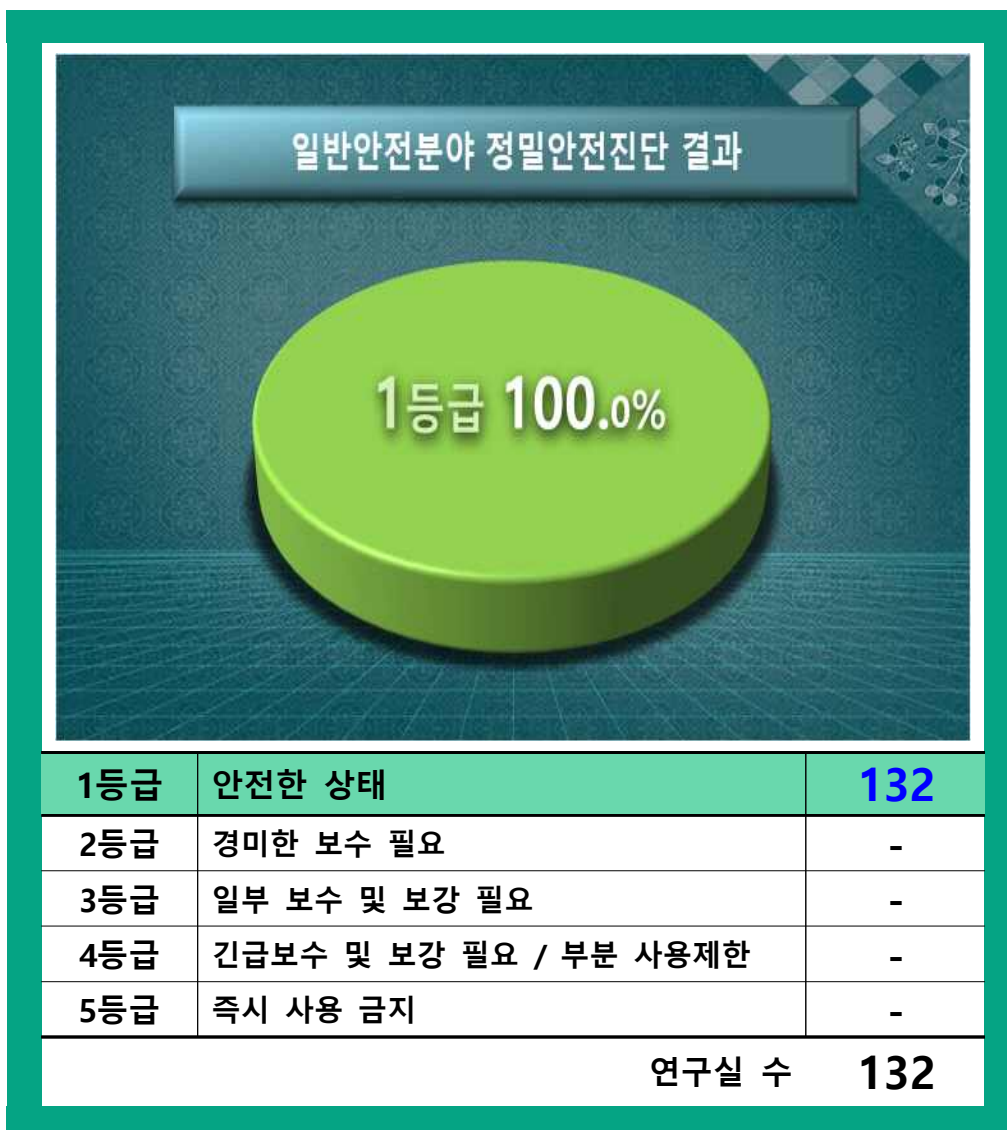 일반안전분야 정밀안전진단 결과
1등급 100.0%
1등급 안전한 상태 132
2등급 경미한 보수 필요 -
3등급 일부 보수 및 보강 필요 -
4등급 긴급보수 및 보강 필요 / 부분 사용제한 -
5등급 즉시 사용 금지 -
연구실 수 132